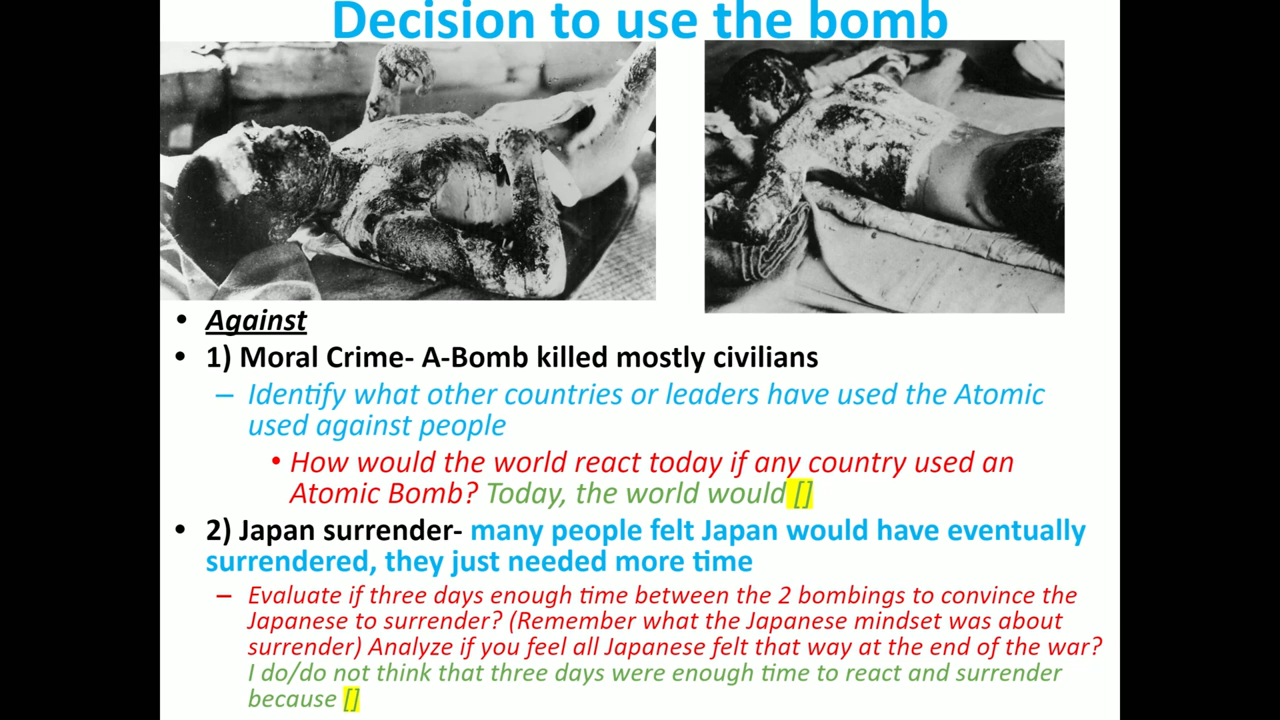 Decision to use the bomb
• Against
• 1) Moral Crime- A-Bomb killed mostly civilians
– Identify what other countries or leaders have used the Atomic
used against people
• How would the world react today if any country used an
Atomic Bomb? Today, the world would []
• 2) Japan surrender- many people felt Japan would have eventually
surrendered, they just needed more time
– Evaluate if three days enough time between the 2 bombings to convince the
Japanese to surrender? (Remember what the Japanese mindset was about
surrender) Analyze if you feel all Japanese felt that way at the end of the war?
I do/do not think that three days were enough time to react and surrender
because []